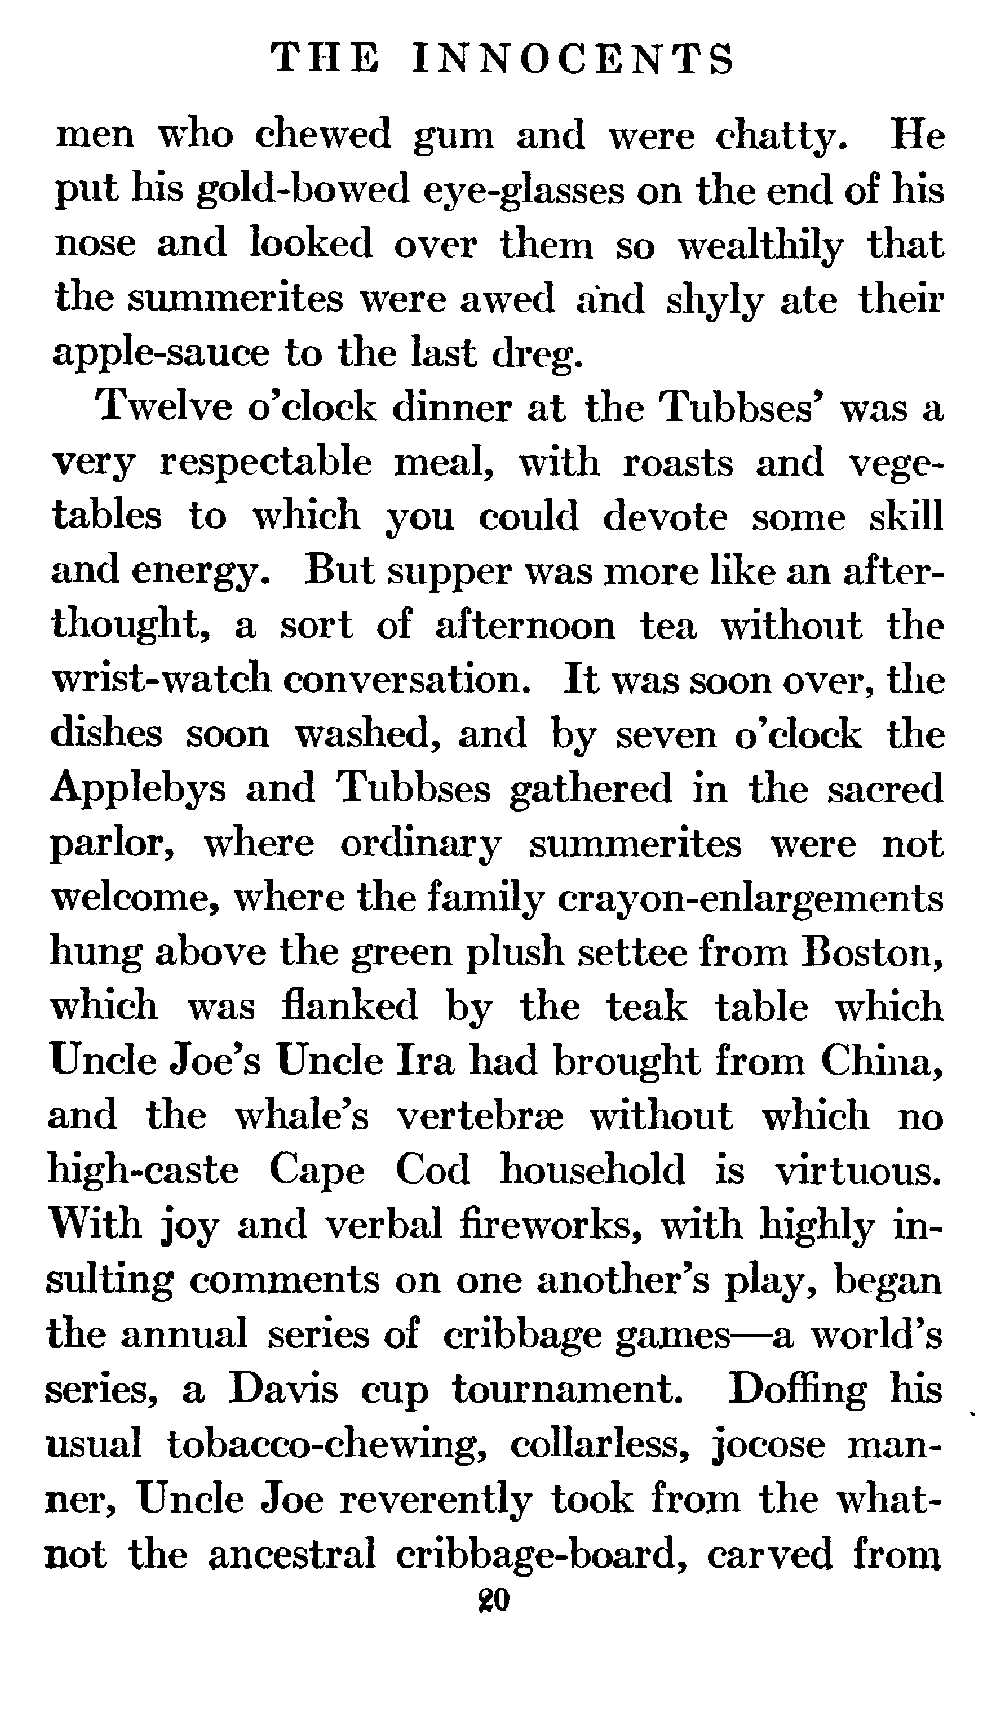 THE INNOCENTS
men who chewed gum and were chatty. He
put his gold-bowed eye-glasses on the end of his
nose and looked over them so wealthily that
the summerites were awed and shyly ate their
apple-sauce to the last dreg.
Twelve o'clock dinner at the Tubbses' was a
very respectable meal, with roasts and vege-
tables to which you could devote some skill
and energy. But supper was more like an after-
thought, a sort of afternoon tea without the
wrist-watch conversation. It was soon over, the
dishes soon washed, and by seven o'clock the
Applebys and Tubbses gathered in the sacred
parlor, where ordinary summerites were not
welcome, where the family crayon-enlargements
hung above the green plush settee from Boston,
which was flanked by the teak table which
Uncle Joe's Uncle Ira had brought from China,
and the whale's vertebræ without which no
high-caste Cape Cod household is virtuous.
With joy and verbal fireworks, with highly in-
sulting comments on one another's play, began
the annual series of cribbage games—a world's
series, a Davis cup tournament. Doffing his
usual tobacco-chewing, collarless, jocose man-
ner, Uncle Joe reverently took from the what-
not the ancestral cribbage-board, carved from
20